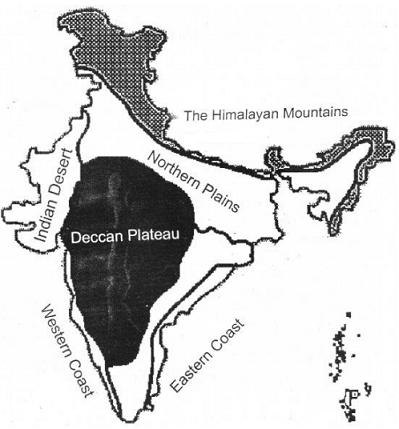 The Himalayan Mountains
Northern Plains
Indian Desert
Deccan Plateau
Western Coast
Eastern Coast